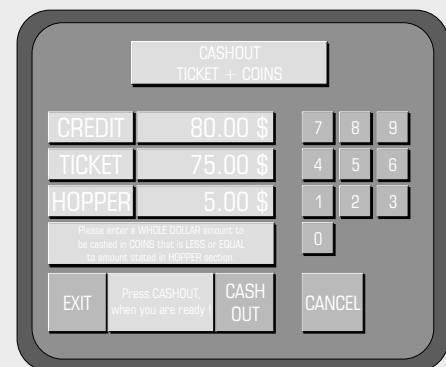 CASHOUT
TICKET + COINS
CREDIT 80.00 $
TICKET 75.00 $
HOPPER 5.00 $
Please enter a WHOLE DOLLAR amount to
be cashed in COINS that is LESS or EQUAL
to amount stated in HOPPER section.
7 8 9
4 5 6
1 2 3
0
EXIT
Press CASHOUT,
when you are ready !
CASH
OUT
CANCEL